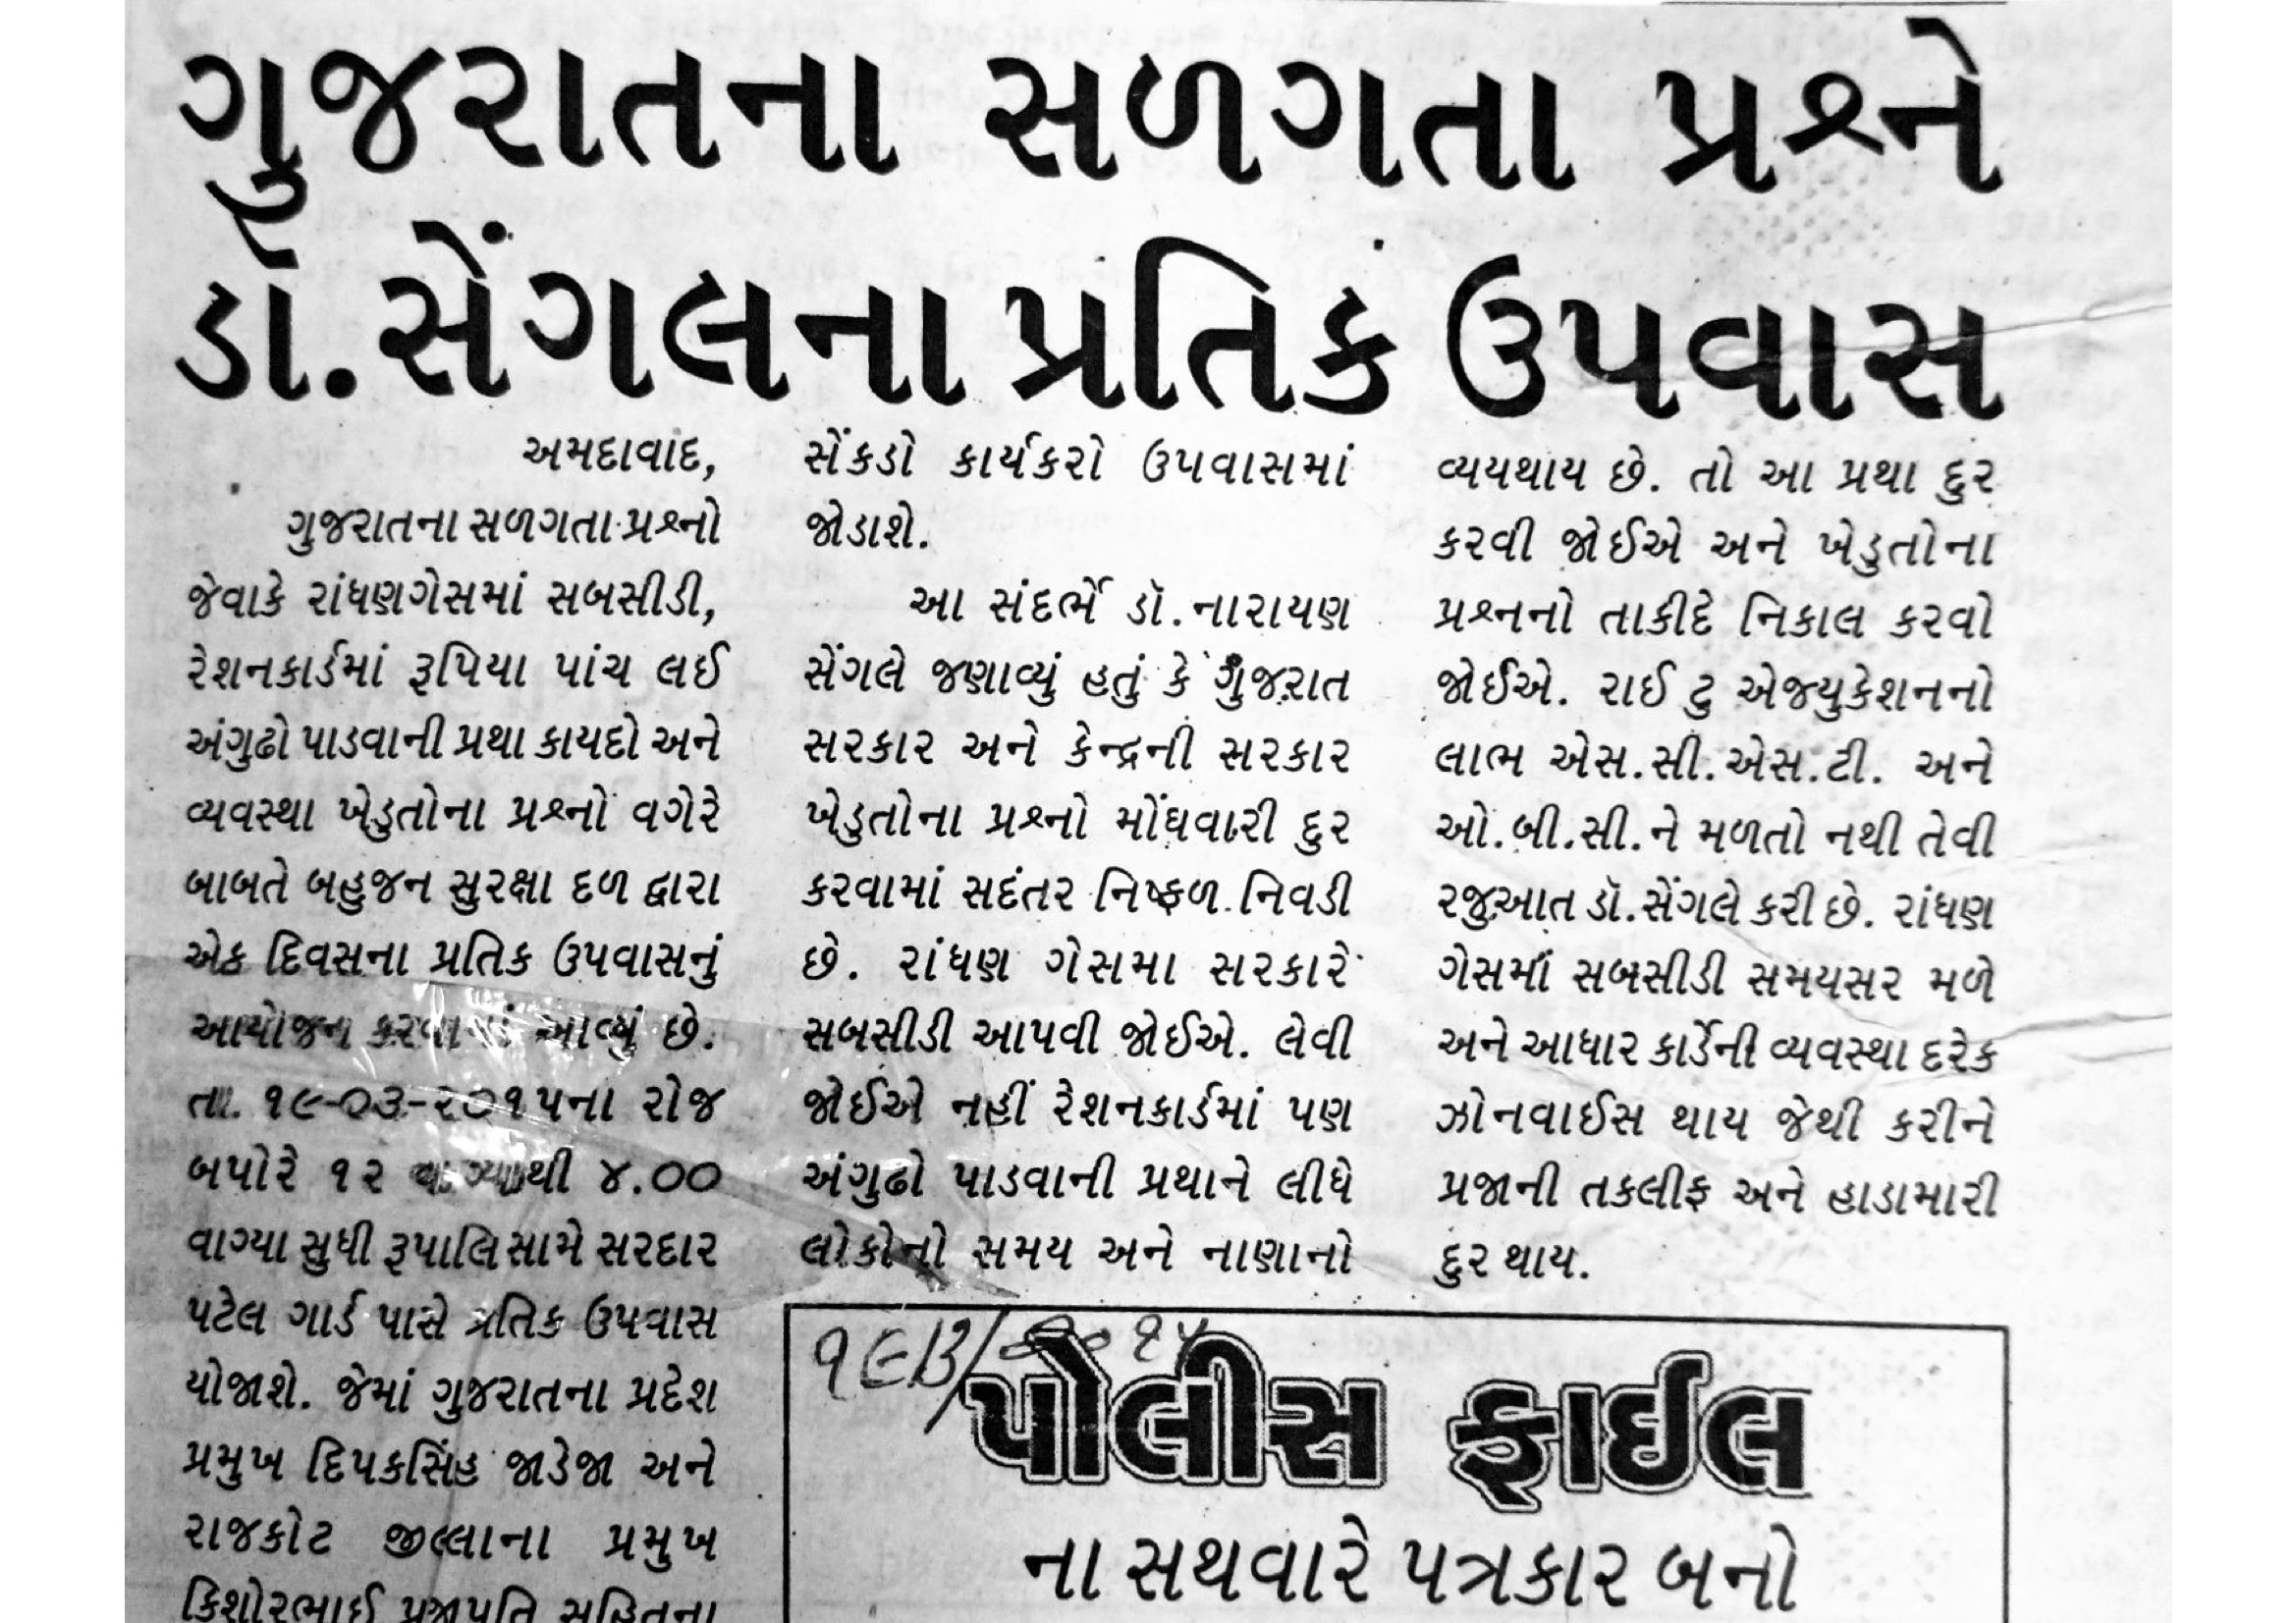 ગુજરાતના સળગતા પ્રશ્ને
ડૉ. સેંગલના પ્રતિક ઉપવાસ
અમદાવાદ,
ગુજરાતના સળગતા પ્રશ્નો
જેવાકે રાંધણગેસમાં સબસીડી,
રેશનકાર્ડમાં રૂપિયા પાંચ લઈ
અંગુઠો પાડવાની પ્રથા કાયદો અને
વ્યવસ્થા ખેડુતોના પ્રશ્નો વગેરે
બાબતે બહુજન સુરક્ષા દળ દ્વારા
એક દિવસના પ્રતિક ઉપવાસનું
આયોજન કરવામાં આવ્યું છે.
તા. ૧૯-૦૩-૨૦૧૫ના રોજ
બપોરે ૧૨ વાગ્યાથી ૪.૦૦
વાગ્યા સુધી રૂપાલિ સામે સરદાર
પટેલ ગાર્ડ પાસે પ્રતિક ઉપવાસ
યોજાશે. જેમાં ગુજરાતના પ્રદેશ
પ્રમુખ દિપકસિંહ જાડેજા અને
રાજકોટ જીલ્લાના પ્રમુખ
કિશોરભાઈ પ્રજાપતિ સહિતના
સેંકડો કાર્યકરો ઉપવાસમાં
જોડાશે.
આ સંદર્ભે ડૉ. નારાયણ
સેંગલે જણાવ્યું હતું કે ગુજરાત
સરકાર અને કેન્દ્રની સરકાર
ખેડુતોના પ્રશ્નો મોંઘવારી દુર
કરવામાં સદંતર નિષ્ફળ નિવડી
છે. રાંધણ ગેસમા સરકારે
સબસીડી આપવી જોઈએ. લેવી
જોઈએ નહીં રેશનકાર્ડમાં પણ
અંગુઠો પાડવાની પ્રથાને લીધે
લોકોનો સમય અને નાણાનો
વ્યયથાય છે. તો આ પ્રથા દુર
કરવી જોઈએ અને ખેડુતોના
પ્રશ્નનો તાકીદે નિકાલ કરવો
જોઈએ. રાઈ ટુ એજ્યુકેશનનો
લાભ એસ.સી.એસ.ટી. અને
ઓ.બી.સી.ને મળતો નથી તેવી
રજુઆત ડૉ.સેંગલે કરી છે. રાંધણ
ગેસમાં સબસીડી સમયસર મળે
અને આધાર કાર્ડની વ્યવસ્થા દરેક
ઝોનવાઈસ થાય જેથી કરીને
પ્રજાની તકલીફ અને હાડામારી
દુર થાય.
પોલીસ ફાઈલ
ના સથવારે પત્રકાર બનો